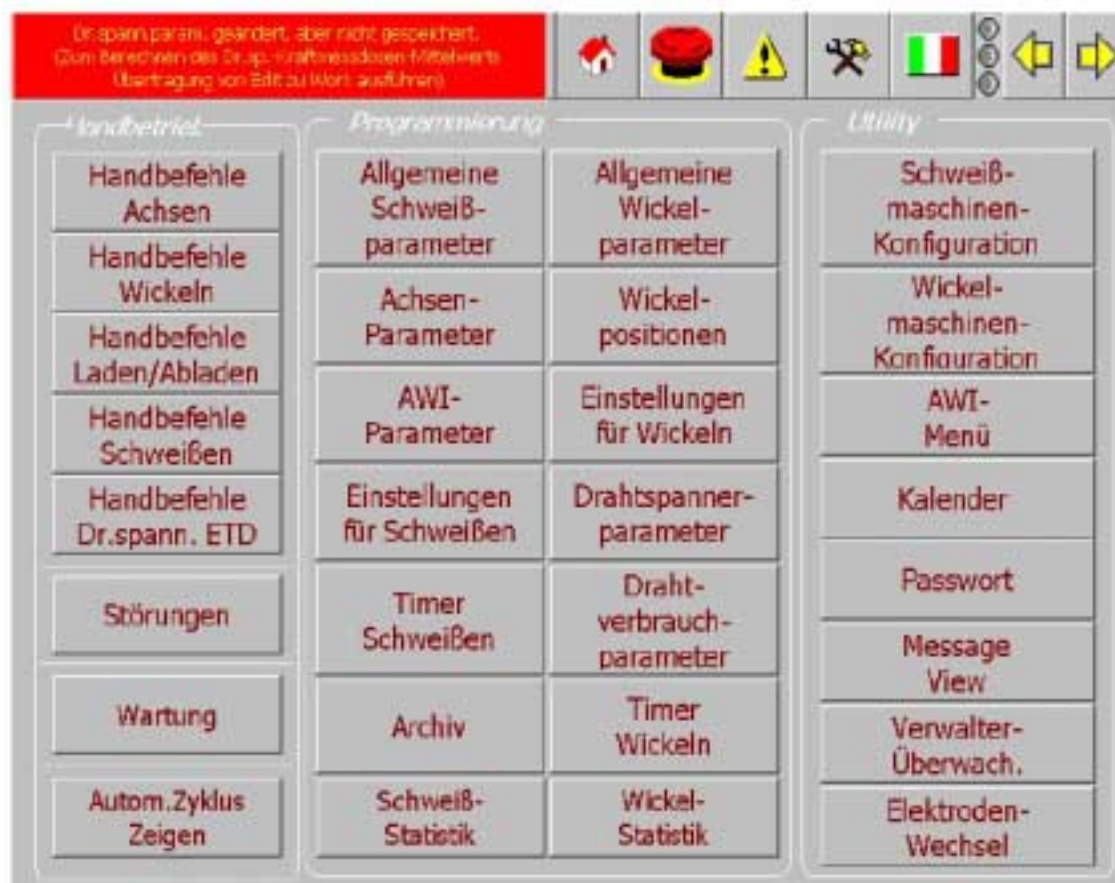 Dr.spann.param. geändert, aber nicht gespeichert.
(Zum Berechnen des Dr.sp.-Kraftmessdosen-Mittelwerts
Übertragung von Edit zu Work ausführen)
Handbetrieb
Handbefehle
Achsen
Handbefehle
Wickeln
Handbefehle
Laden/Abladen
Handbefehle
Schweißen
Handbefehle
Dr.spann. ETD
Störungen
Wartung
Autom.Zyklus
Zeigen
Programmierung
Allgemeine
Schweiß-
parameter
Allgemeine
Wickel-
parameter
Achsen-
Parameter
Wickel-
positionen
AWI-
Parameter
Einstellungen
für Wickeln
Einstellungen
für Schweißen
Drahtspanner-
parameter
Timer
Schweißen
Draht-
verbrauch-
parameter
Archiv
Timer
Wickeln
Schweiß-
Statistik
Wickel-
Statistik
Utility
Schweiß-
maschinen-
Konfiguration
Wickel-
maschinen-
Konfiguration
AWI-
Menü
Kalender
Passwort
Message
View
Verwalter-
Überwach.
Elektroden-
Wechsel